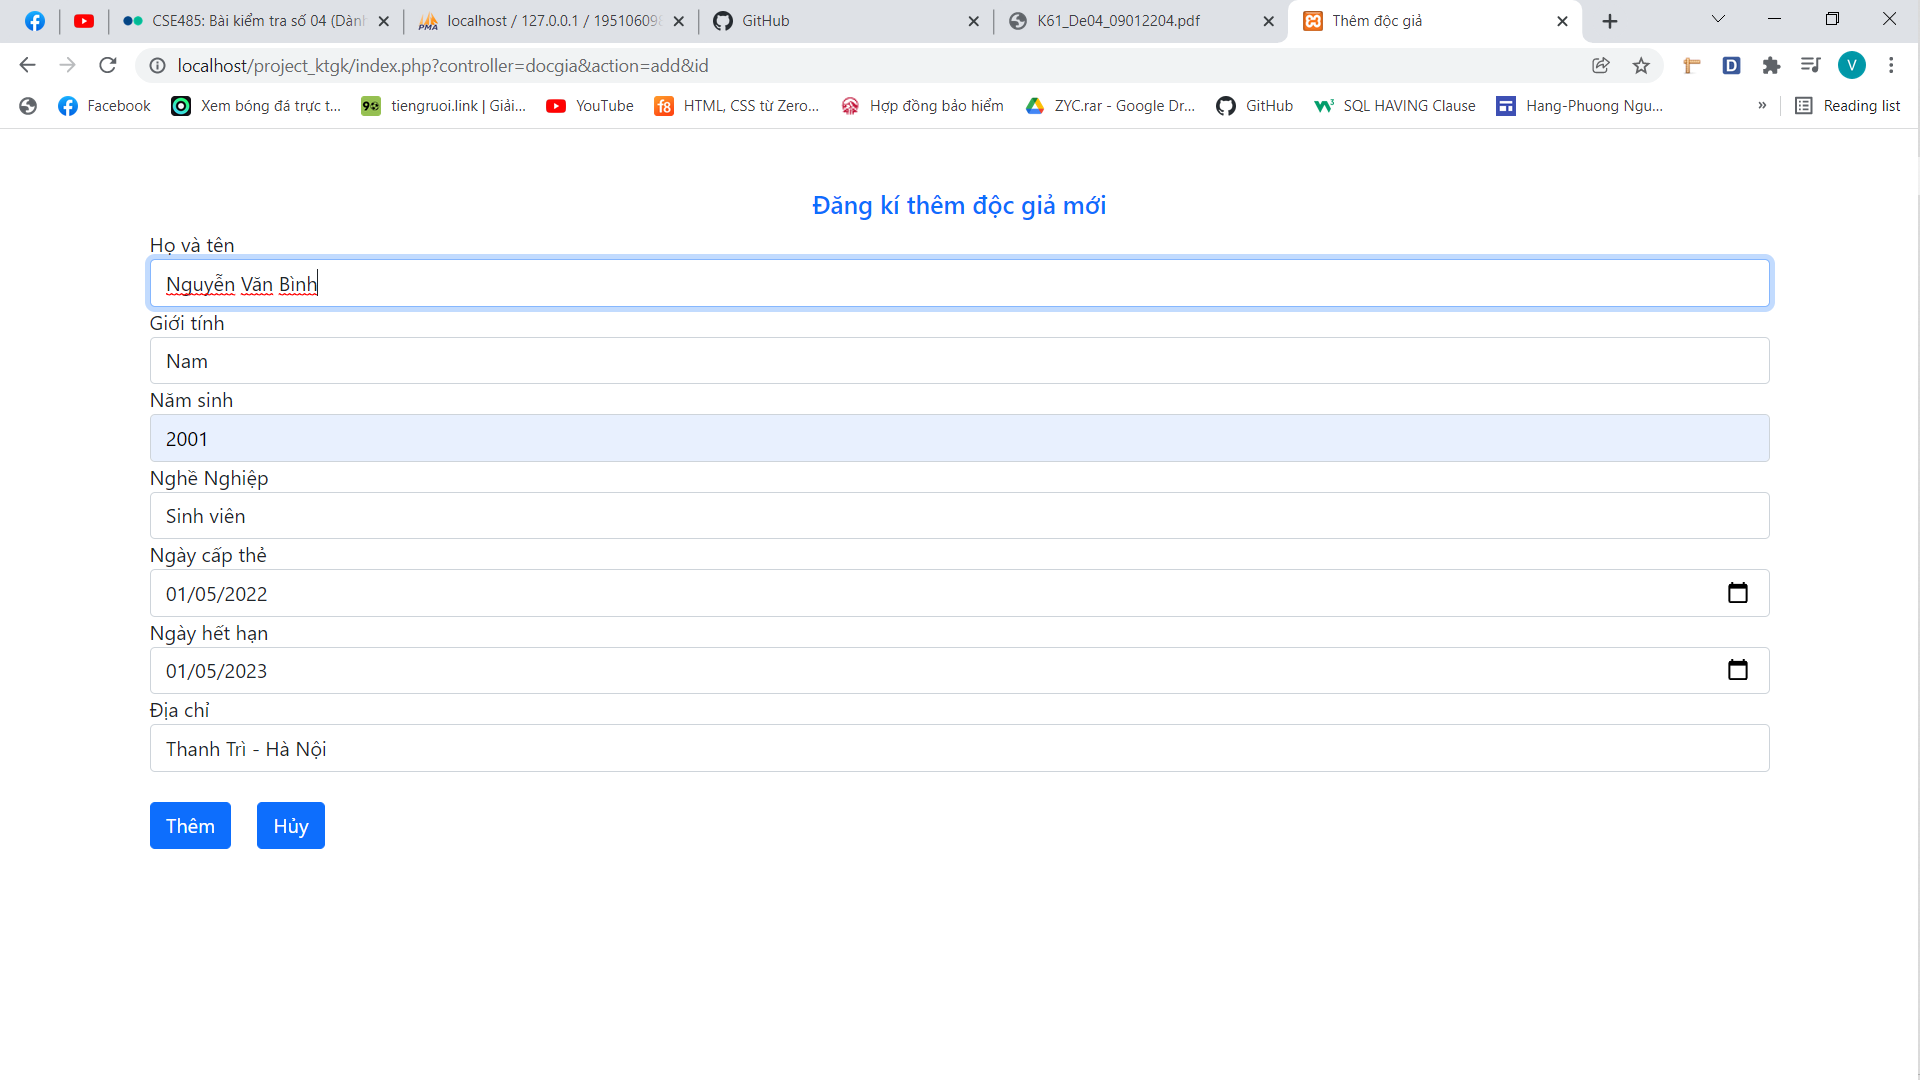 CSE485: Bài kiểm tra số 04 (Dành
localhost / 127.0.0.1 / 195106098
GitHub
K61_De04_09012204.pdf
Thêm độc giả
localhost/project_ktgk/index.php?controller=docgia&action=add&id
V
Facebook
Xem bóng đá trực t...
tiengruoi.link | Giải...
YouTube
HTML, CSS từ Zero...
Hợp đồng bảo hiểm
ZYC.rar - Google Dr...
GitHub
SQL HAVING Clause
Hang-Phuong Ngu...
»
Reading list
Đăng kí thêm độc giả mới
Họ và tên
Nguyễn Văn Bình
Giới tính
Nam
Năm sinh
2001
Nghề Nghiệp
Sinh viên
Ngày cấp thẻ
01/05/2022
Ngày hết hạn
01/05/2023
Địa chỉ
Thanh Trì - Hà Nội
Thêm
Hủy